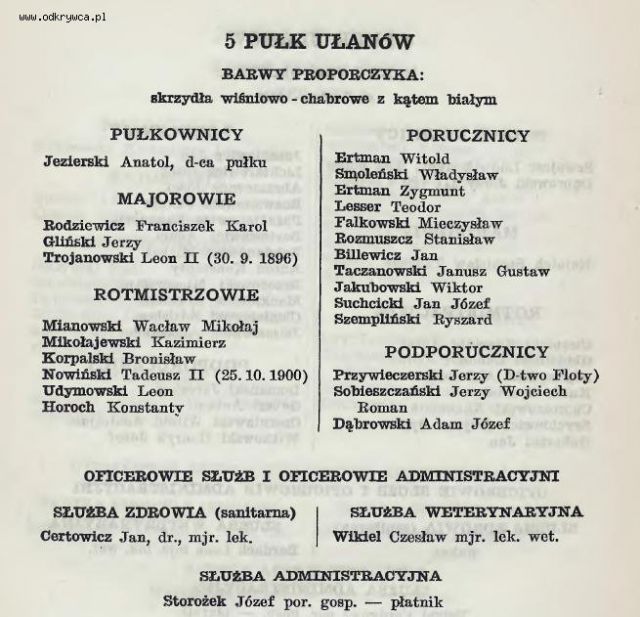 www.odkrywca.pl
5 PUŁK UŁANÓW
BARWY PROPORCZYKA:
skrzydła wiśniowo - chabrowe z kątem białym
PUŁKOWNICY
Jezierski Anatol, d-ca pułku
MAJOROWIE
Rodziewicz Franciszek Karol
Gliński Jerzy
Trojanowski Leon II (30. 9. 1896)
ROTMISTRZOWIE
Mianowski Wacław Mikołaj
Mikołajewski Kazimierz
Korpalski Bronisław
Nowiński Tadeusz II (25. 10. 1900)
Udymowski Leon
Horoch Konstanty
PORUCZNICY
Ertman Witold
Smoleński Władysław
Ertman Zygmunt
Lesser Teodor
Falkowski Mieczysław
Rozmuszcz Stanisław
Billewicz Jan
Taczanowski Janusz Gustaw
Jakubowski Wiktor
Suchcicki Jan Józef
Szempliński Ryszard
PODPORUCZNICY
Przywieczerski Jerzy (D-two Floty)
Sobieszczański Jerzy Wojciech
Roman
Dąbrowski Adam Józef
OFICEROWIE SŁUŻB I OFICEROWIE ADMINISTRACYJNI
SŁUŻBA ZDROWIA (sanitarna)
Certowicz Jan, dr., mjr. lek.
SŁUŻBA WETERYNARYJNA
Wikiel Czesław mjr. lek. wet.
SŁUŻBA ADMINISTRACYJNA
Storożek Józef por. gosp. — płatnik